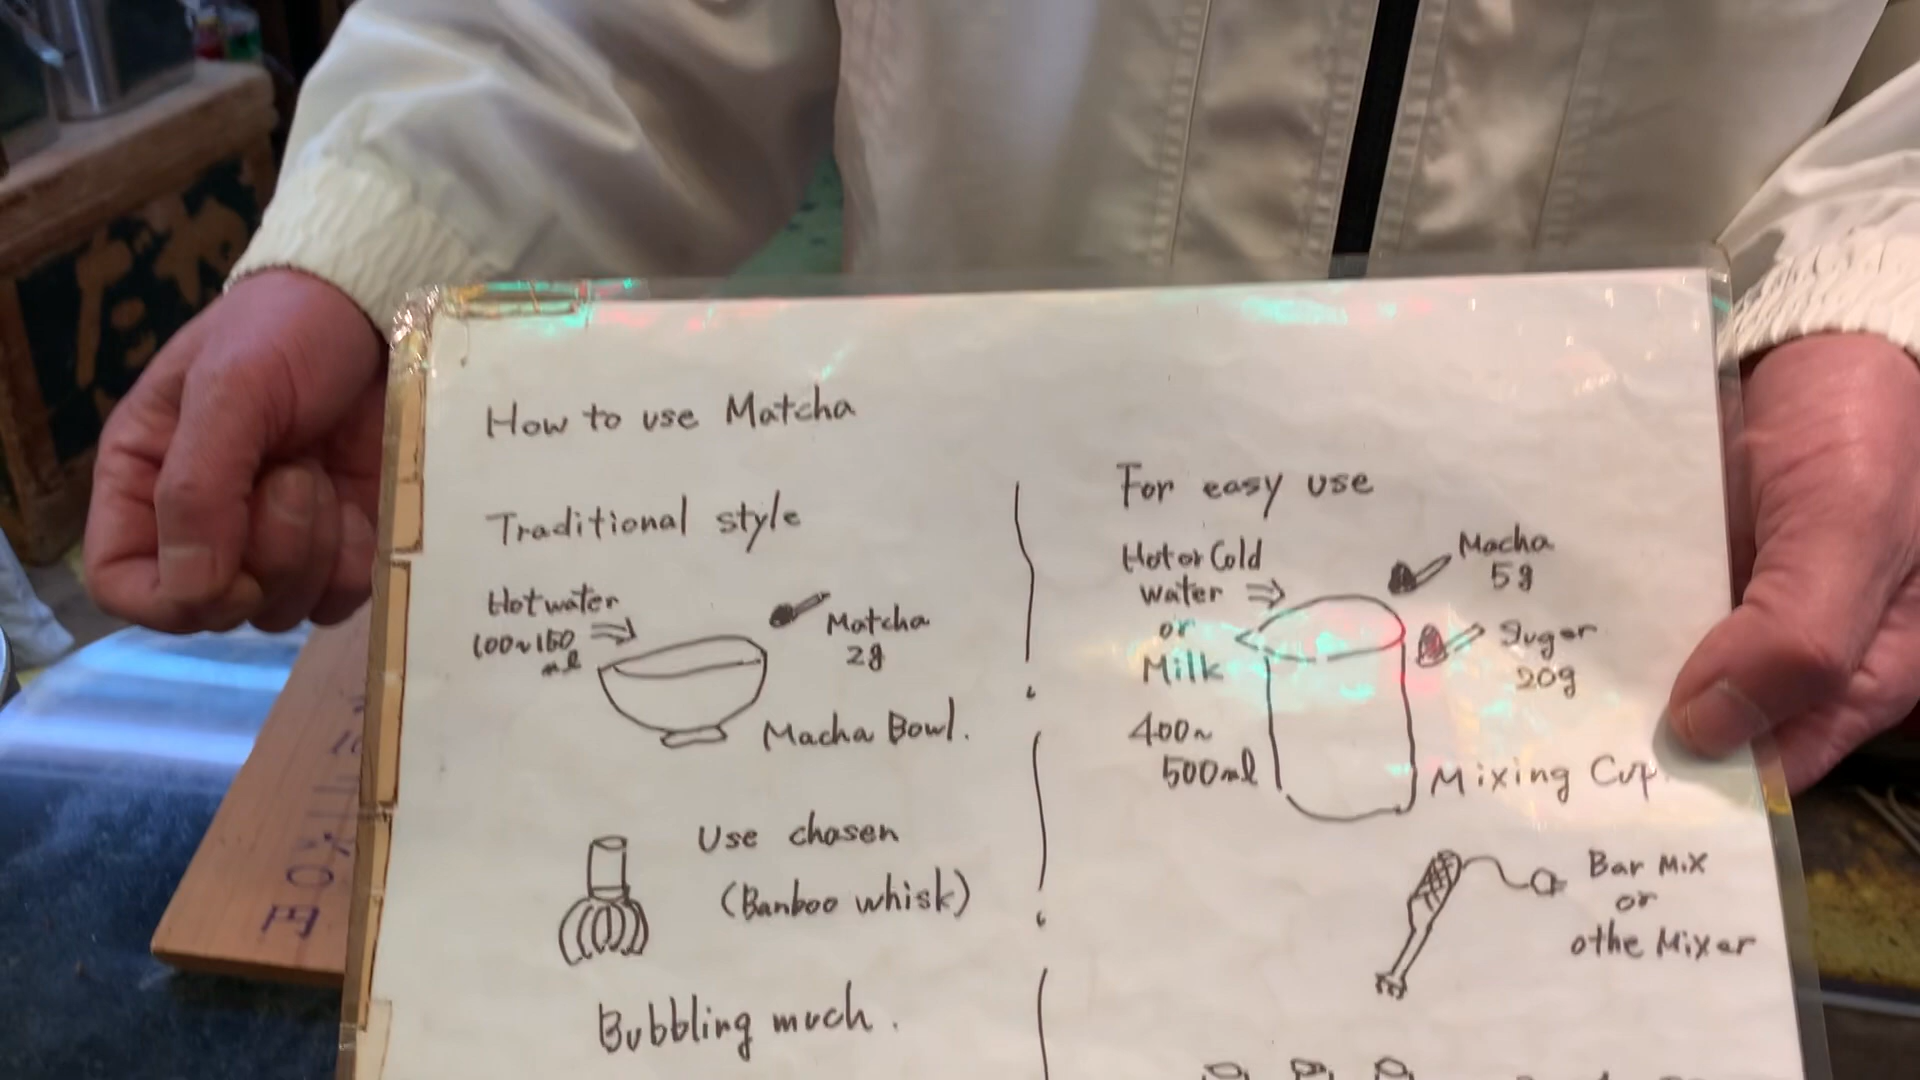 How to use Matcha
Traditional style
Hot water
100~150
ml
Matcha
2g
Macha Bowl.
Use chasen
(Banboo whisk)
Bubbling much.
For easy use
Hot or Cold
water
or
Milk
400~
500ml
Macha
5g
Suger
20g
Mixing Cup
Bar Mix
or
othe Mixer
円